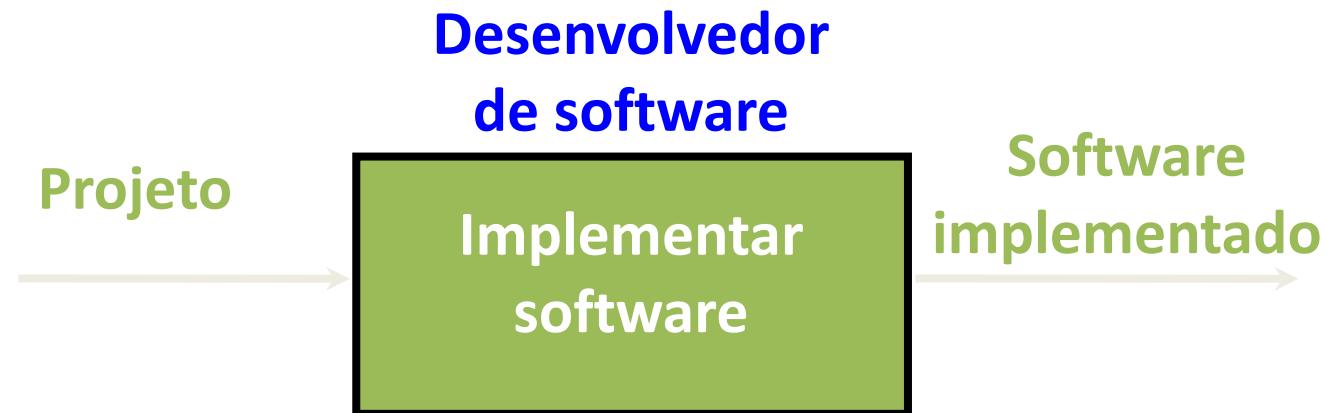 Desenvolvedor
de software
Projeto
Implementar
software
Software
implementado